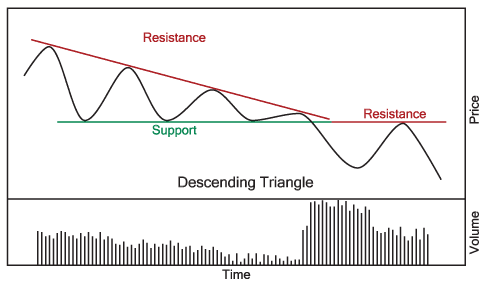 Resistance
Resistance
Support
Descending Triangle
Price
Volume
Time